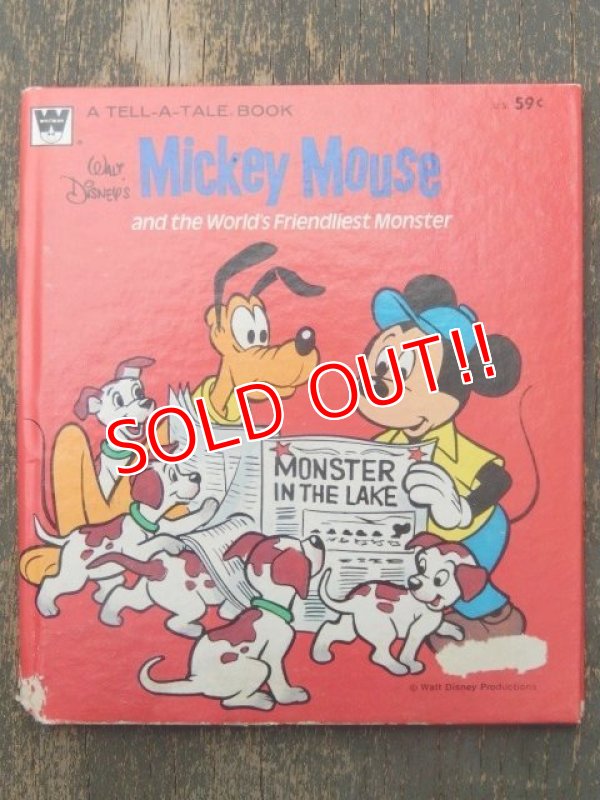 WHITMAN
A TELL-A-TALE BOOK
59¢
WALT DISNEY'S
Mickey Mouse
and the World's Friendliest Monster
SOLD OUT!!
MONSTER
IN THE LAKE
© Walt Disney Productions